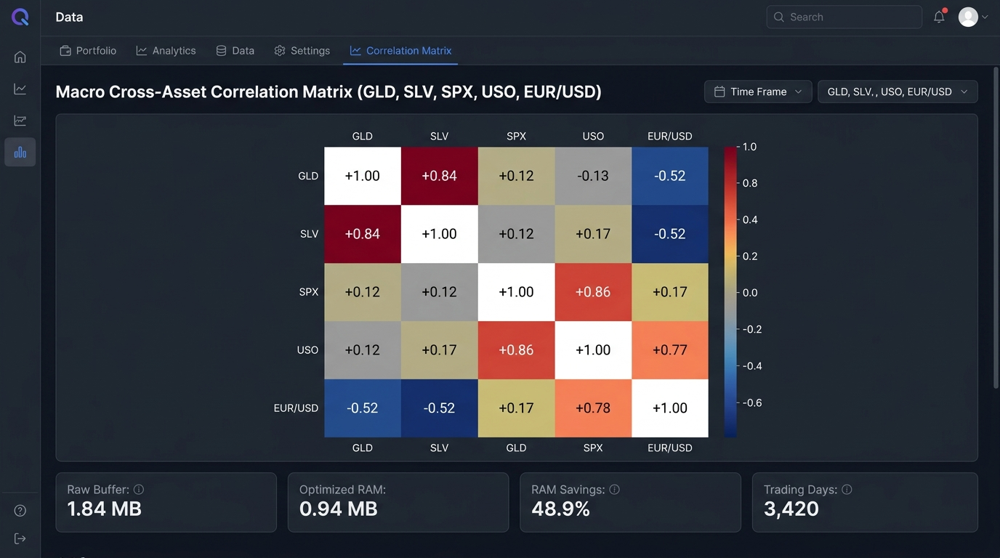 Data
Search
Portfolio
Analytics
Data
Settings
Correlation Matrix
Macro Cross-Asset Correlation Matrix (GLD, SLV, SPX, USO, EUR/USD)
Time Frame
GLD, SLV. , USO, EUR/USD
GLD SLV SPX USO EUR/USD
GLD +1.00 +0.84 +0.12 -0.13 -0.52
SLV +0.84 +1.00 +0.12 +0.17 -0.52
SPX +0.12 +0.12 +1.00 +0.86 +0.17
USO +0.12 +0.17 +0.86 +1.00 +0.77
EUR/USD -0.52 -0.52 +0.17 +0.78 +1.00
GLD SLV GLD SPX EUR/USD
1.0
0.8
0.4
0.2
0.0
-0.2
-0.4
-0.6
Raw Buffer:
1.84 MB
Optimized RAM:
0.94 MB
RAM Savings:
48.9%
Trading Days:
3,420